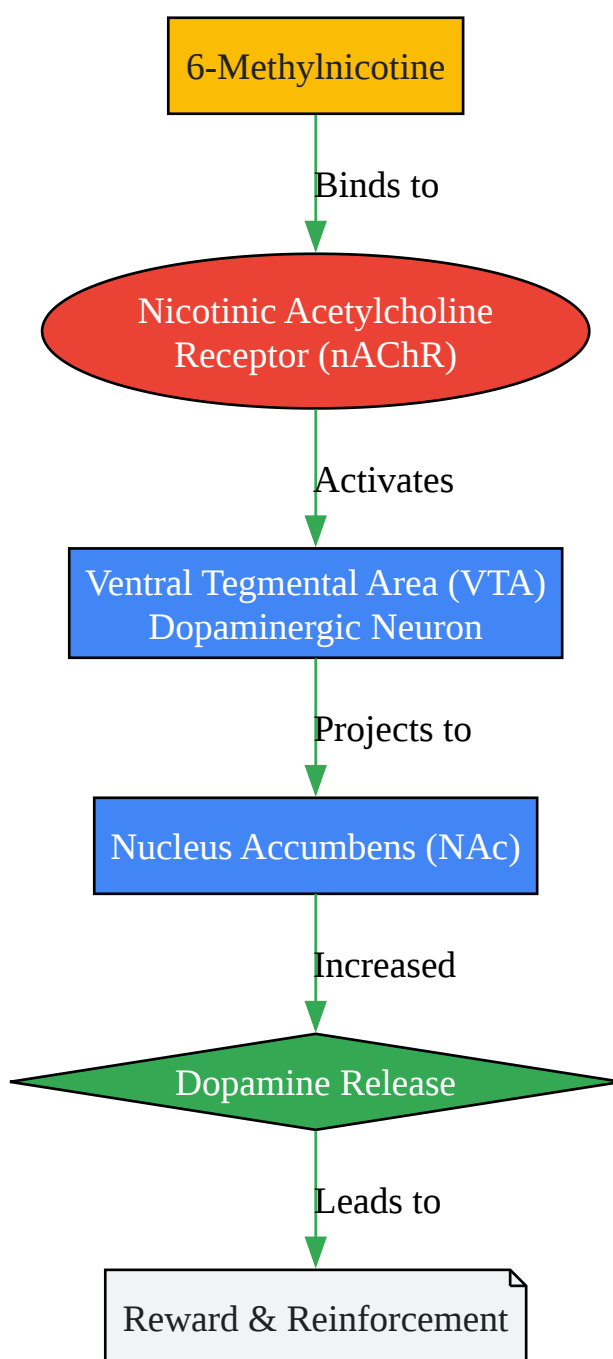 6-Methylnicotine
Binds to
Nicotinic Acetylcholine
Receptor (nAChR)
Activates
Ventral Tegmental Area (VTA)
Dopaminergic Neuron
Projects to
Nucleus Accumbens (NAc)
Increased
Dopamine Release
Leads to
Reward & Reinforcement